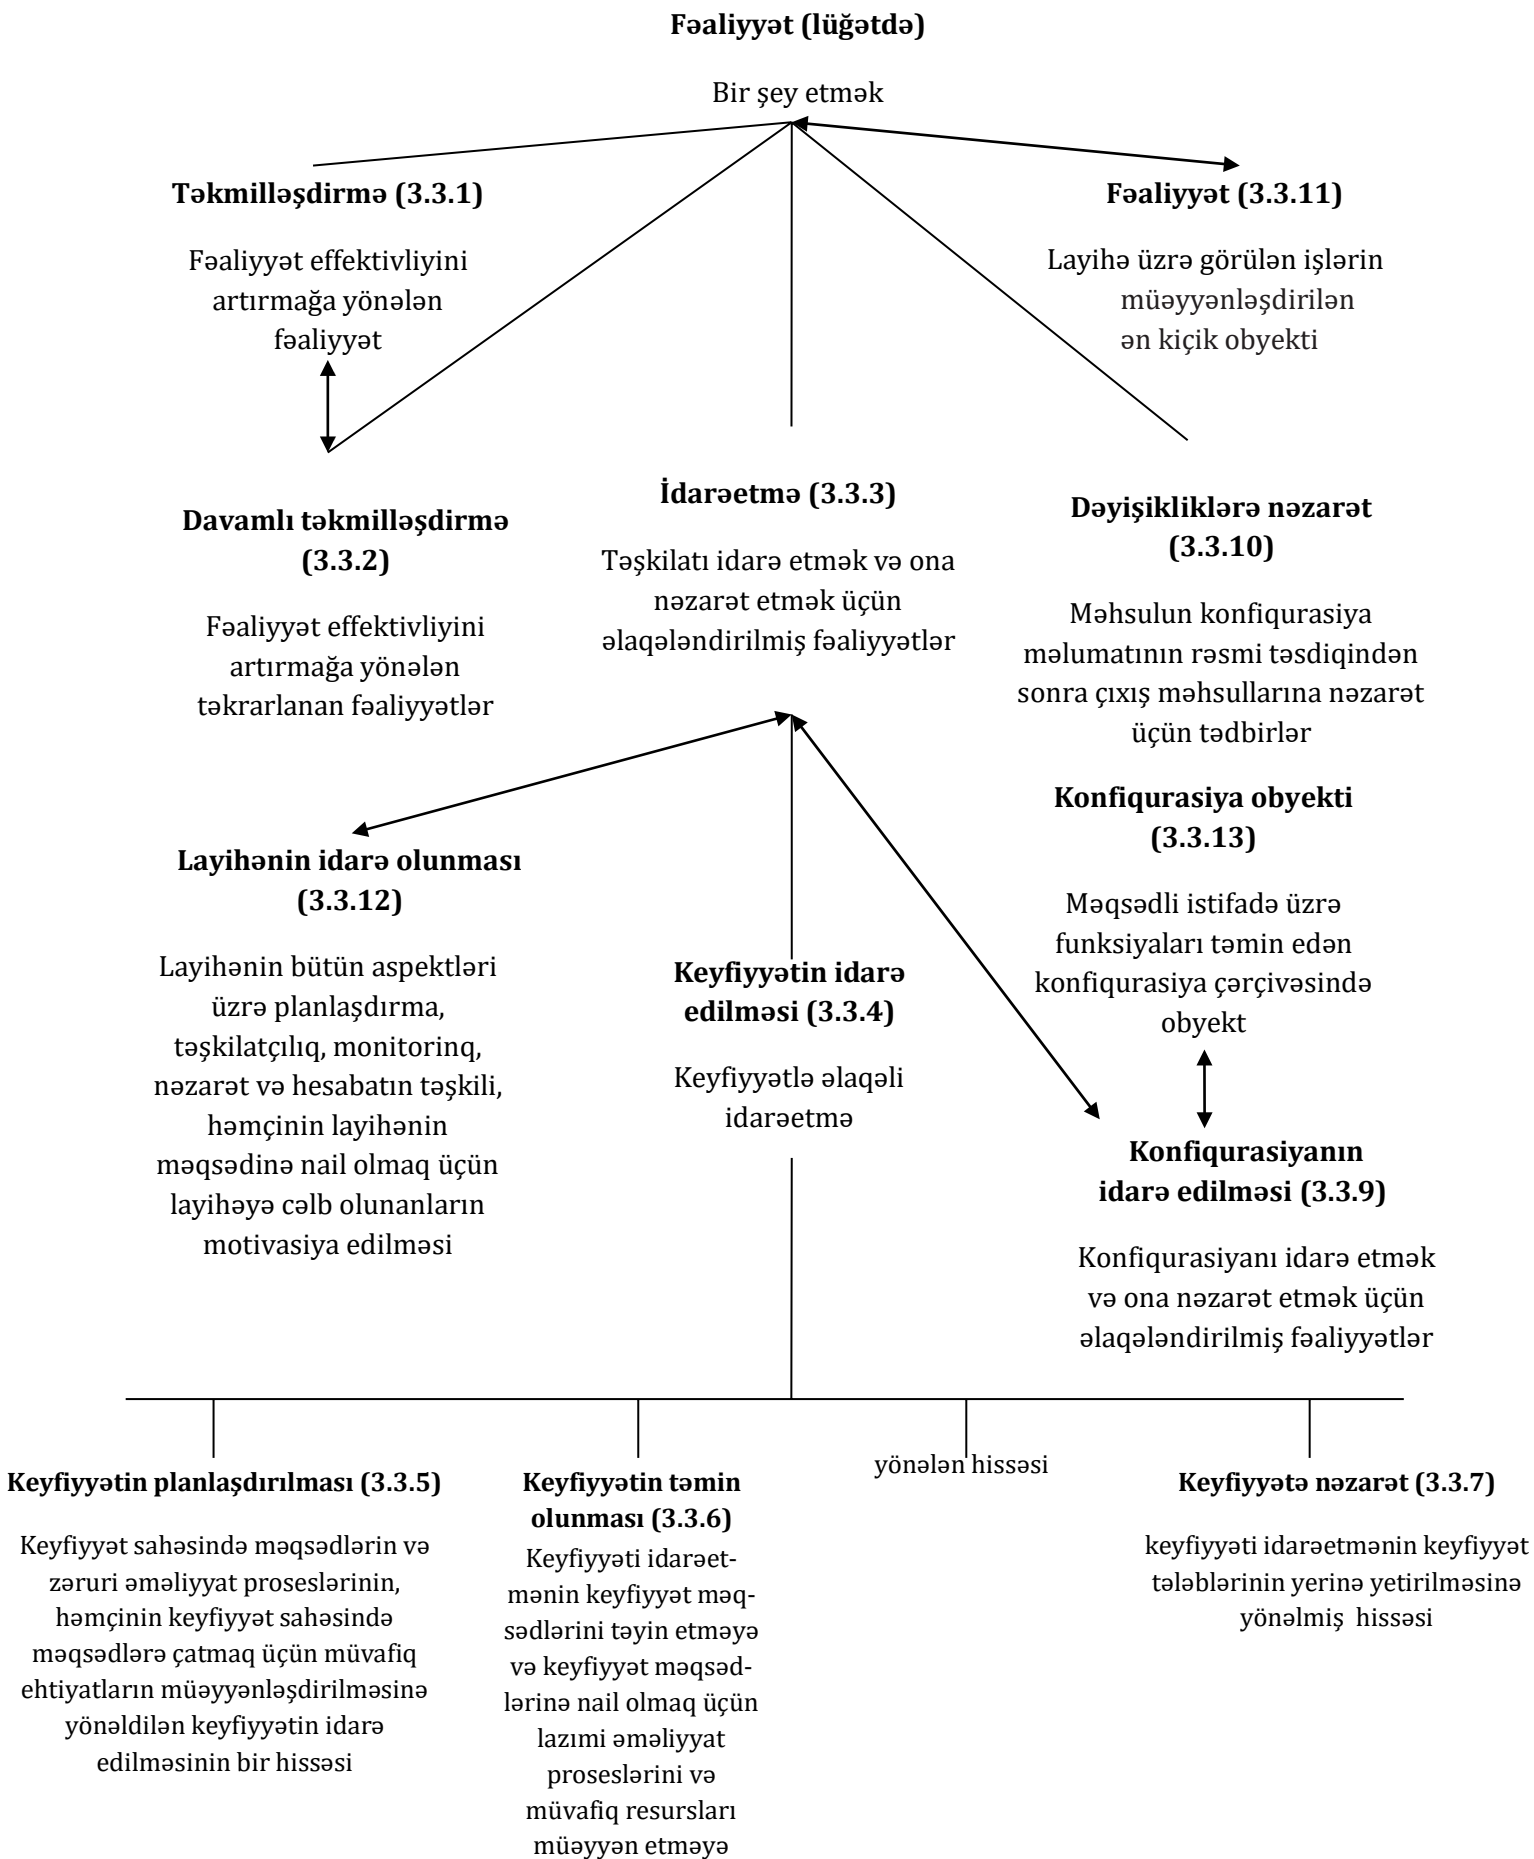 Fəaliyyət (lüğətdə)
Bir şey etmək
Təkmilləşdirmə (3.3.1)
Fəaliyyət effektivliyini
artırmağa yönələn
fəaliyyət
Fəaliyyət (3.3.11)
Layihə üzrə görülən işlərin
müəyyənləşdirilən
ən kiçik obyekti
Davamlı təkmilləşdirmə
(3.3.2)
Fəaliyyət effektivliyini
artırmağa yönələn
təkrarlanan fəaliyyətlər
İdarəetmə (3.3.3)
Təşkilatı idarə etmək və ona
nəzarət etmək üçün
əlaqələndirilmiş fəaliyyətlər
Dəyişikliklərə nəzarət
(3.3.10)
Məhsulun konfiqurasiya
məlumatının rəsmi təsdiqindən
sonra çıxış məhsullarına nəzarət
üçün tədbirlər
Konfiqurasiya obyekti
(3.3.13)
Məqsədli istifadə üzrə
funksiyaları təmin edən
konfiqurasiya çərçivəsində
obyekt
Layihənin idarə olunması
(3.3.12)
Layihənin bütün aspektləri
üzrə planlaşdırma,
təşkilatçılıq, monitorinq,
nəzarət və hesabatın təşkili,
həmçinin layihənin
məqsədinə nail olmaq üçün
layihəyə cəlb olunanların
motivasiya edilməsi
Keyfiyyətin idarə
edilməsi (3.3.4)
Keyfiyyətlə əlaqəli
idarəetmə
Konfiqurasiyanın
idarə edilməsi (3.3.9)
Konfiqurasiyanı idarə etmək
və ona nəzarət etmək üçün
əlaqələndirilmiş fəaliyyətlər
Keyfiyyətin planlaşdırılması (3.3.5)
Keyfiyyət sahəsində məqsədlərin və
zəruri əməliyyat proseslərinin,
həmçinin keyfiyyət sahəsində
məqsədlərə çatmaq üçün müvafiq
ehtiyatların müəyyənləşdirilməsinə
yönəldilən keyfiyyətin idarə
edilməsinin bir hissəsi
Keyfiyyətin təmin
olunması (3.3.6)
Keyfiyyəti idarəet-
mənin keyfiyyət məq-
sədlərini təyin etməyə
və keyfiyyət məqsəd-
lərinə nail olmaq üçün
lazımi əməliyyat
proseslərini və
müvafiq resursları
müəyyən etməyə
yönələn hissəsi
Keyfiyyətə nəzarət (3.3.7)
keyfiyyəti idarəetmənin keyfiyyət
tələblərinin yerinə yetirilməsinə
yönəlmiş hissəsi